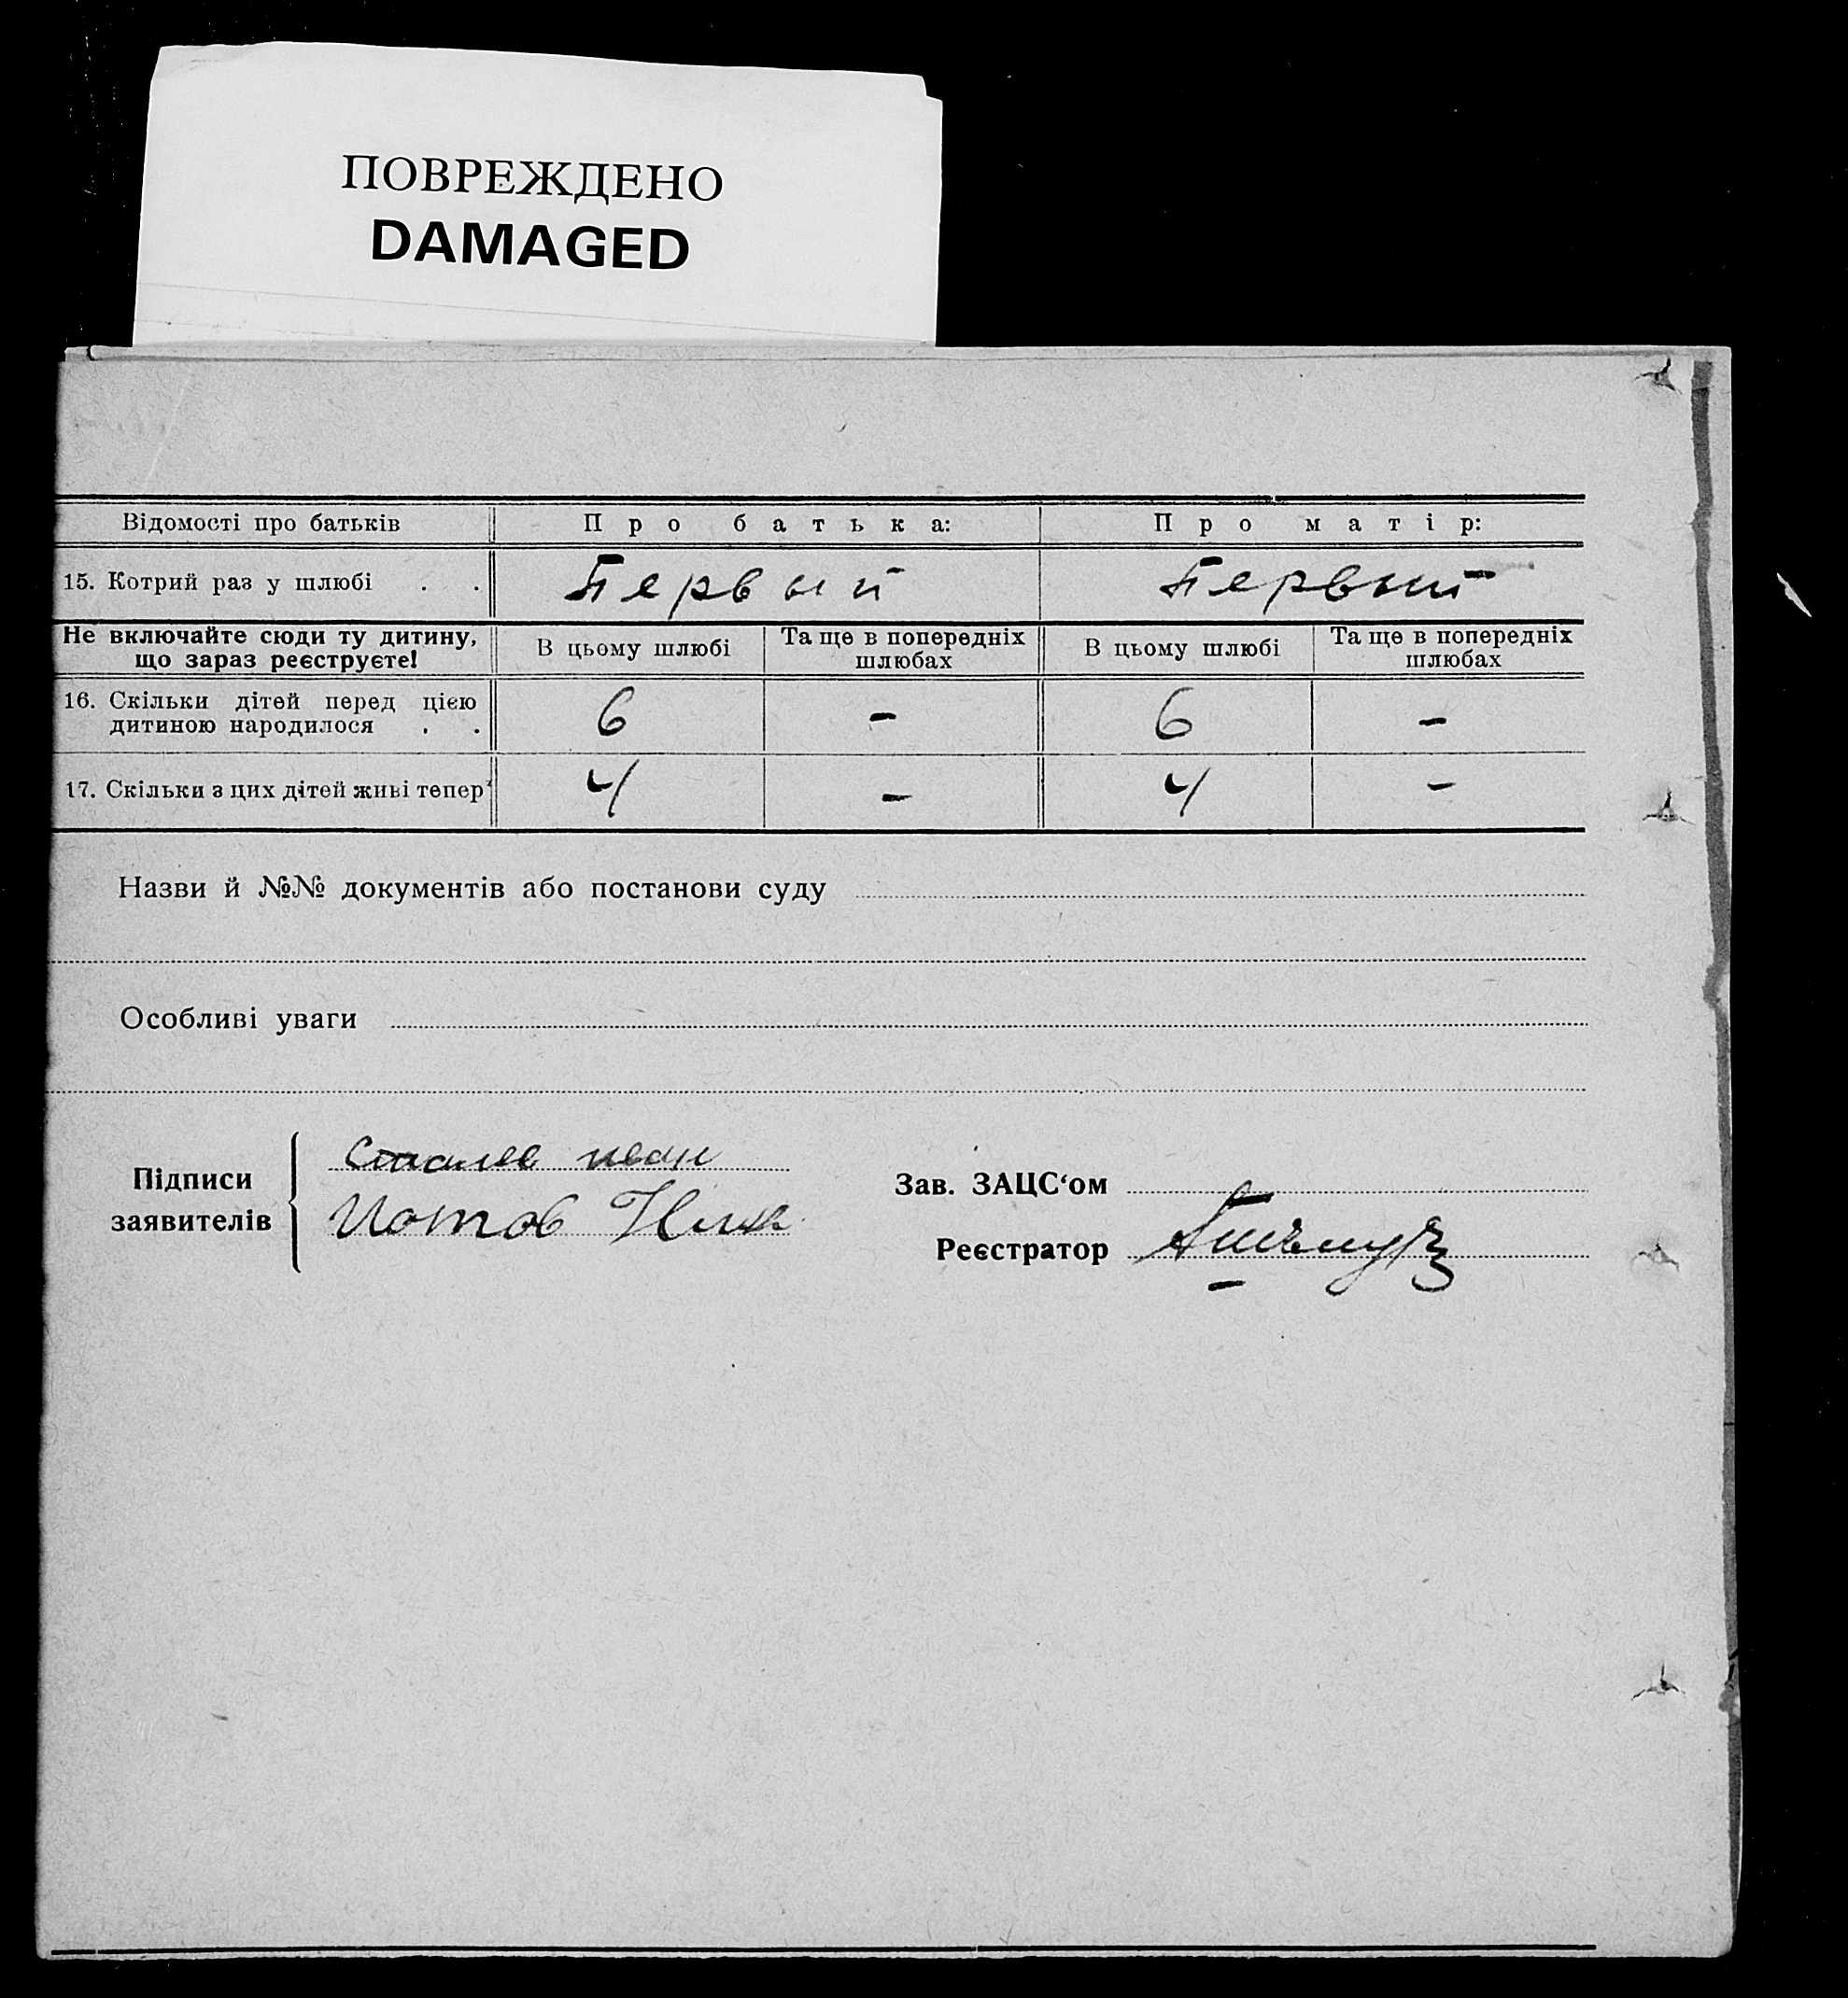 ПОВРЕЖДЕНО
DAMAGED
Відомості про батьків Про батька: Про матір:
15. Котрий раз у шлюбі . . Первый Первый
Не включайте сюди ту дитину, що зараз реєструєте! В цьому шлюбі Та ще в попередніх шлюбах В цьому шлюбі Та ще в попередніх шлюбах
16. Скільки дітей перед цією дитиною народилося . . 6 - 6 -
17. Скільки з цих дітей живі тепер 4 - 4 -
Назви й №№ документів або постанови суду
Особливі уваги
Підписи заявителів
Иотов
Зав. ЗАЦС‘ом
Реєстратор